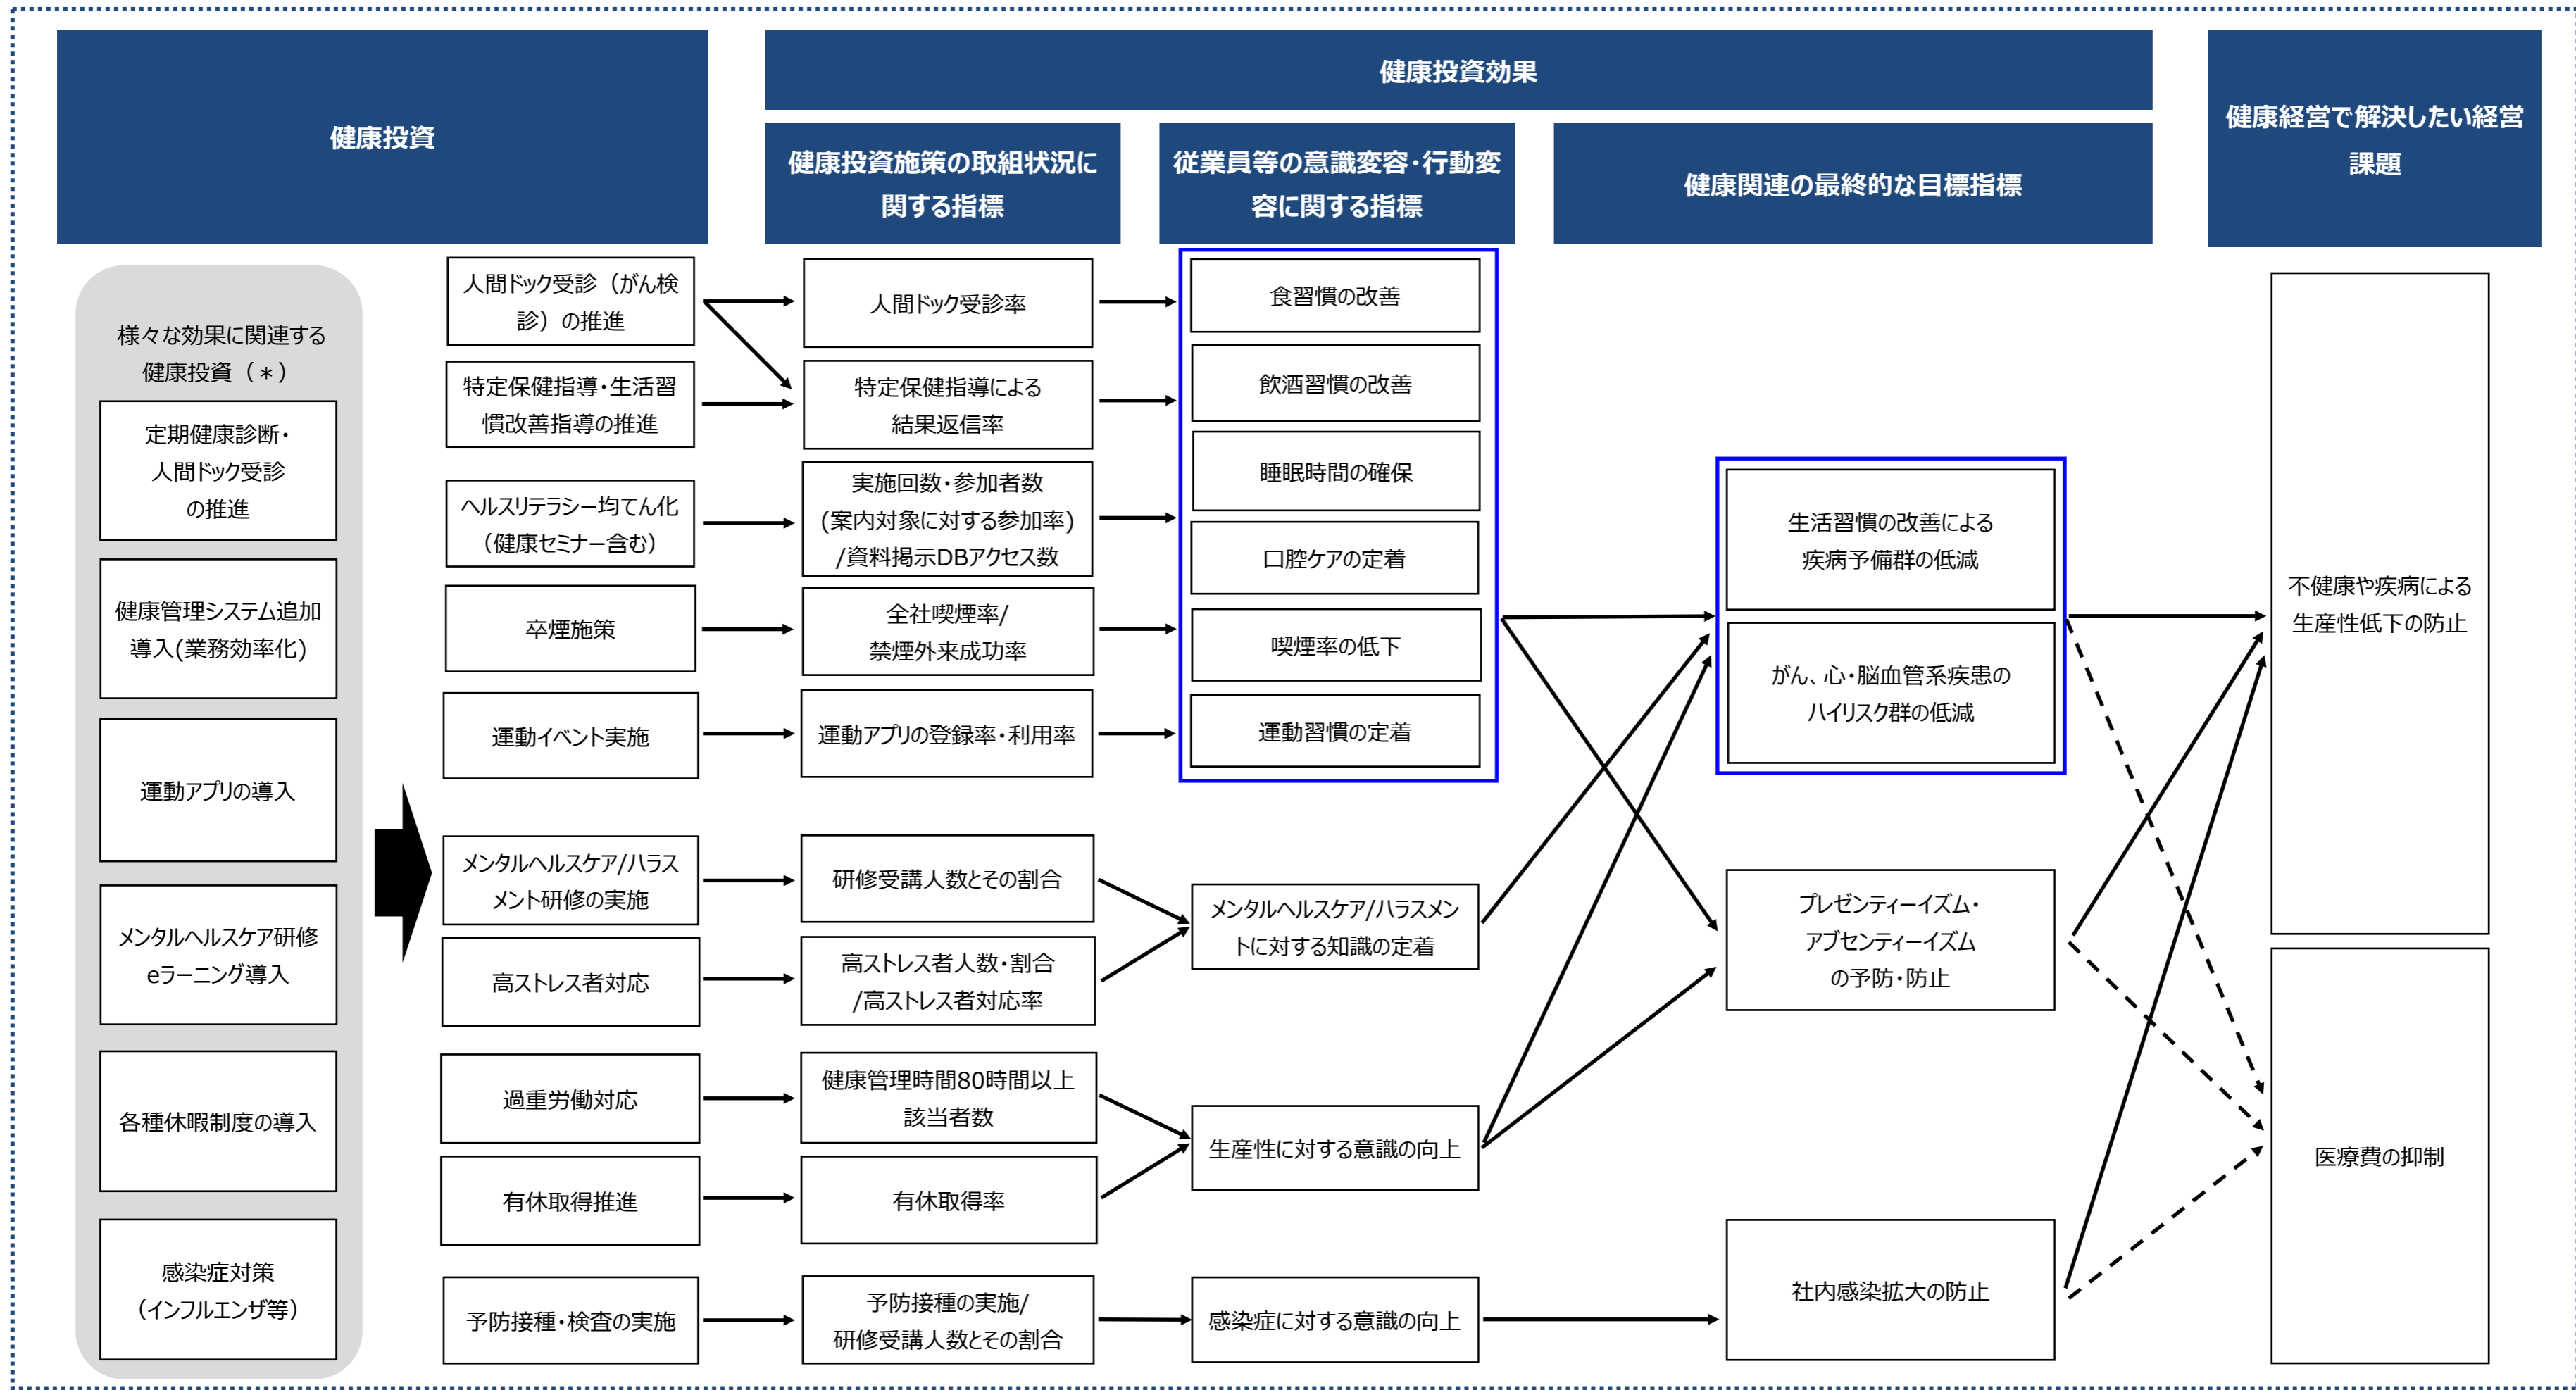 健康投資
健康投資効果
健康経営で解決したい経営
課題
健康投資施策の取組状況に
関する指標
従業員等の意識変容・行動変
容に関する指標
健康関連の最終的な目標指標
様々な効果に関連する
健康投資（＊）
定期健康診断・
人間ドック受診
の推進
健康管理システム追加
導入(業務効率化)
運動アプリの導入
メンタルヘルスケア研修
eラーニング導入
各種休暇制度の導入
感染症対策
（インフルエンザ等）
人間ドック受診（がん検
診）の推進
特定保健指導・生活習
慣改善指導の推進
ヘルスリテラシー均てん化
（健康セミナー含む）
卒煙施策
運動イベント実施
メンタルヘルスケア/ハラス
メント研修の実施
高ストレス者対応
過重労働対応
有休取得推進
予防接種・検査の実施
人間ドック受診率
特定保健指導による
結果返信率
実施回数・参加者数
(案内対象に対する参加率)
/資料掲示DBアクセス数
全社喫煙率/
禁煙外来成功率
運動アプリの登録率・利用率
研修受講人数とその割合
高ストレス者人数・割合
/高ストレス者対応率
健康管理時間80時間以上
該当者数
有休取得率
予防接種の実施/
研修受講人数とその割合
食習慣の改善
飲酒習慣の改善
睡眠時間の確保
口腔ケアの定着
喫煙率の低下
運動習慣の定着
メンタルヘルスケア/ハラスメン
トに対する知識の定着
生産性に対する意識の向上
感染症に対する意識の向上
生活習慣の改善による
疾病予備群の低減
がん、心・脳血管系疾患の
ハイリスク群の低減
プレゼンティーイズム・
アブセンティーイズム
の予防・防止
社内感染拡大の防止
不健康や疾病による
生産性低下の防止
医療費の抑制